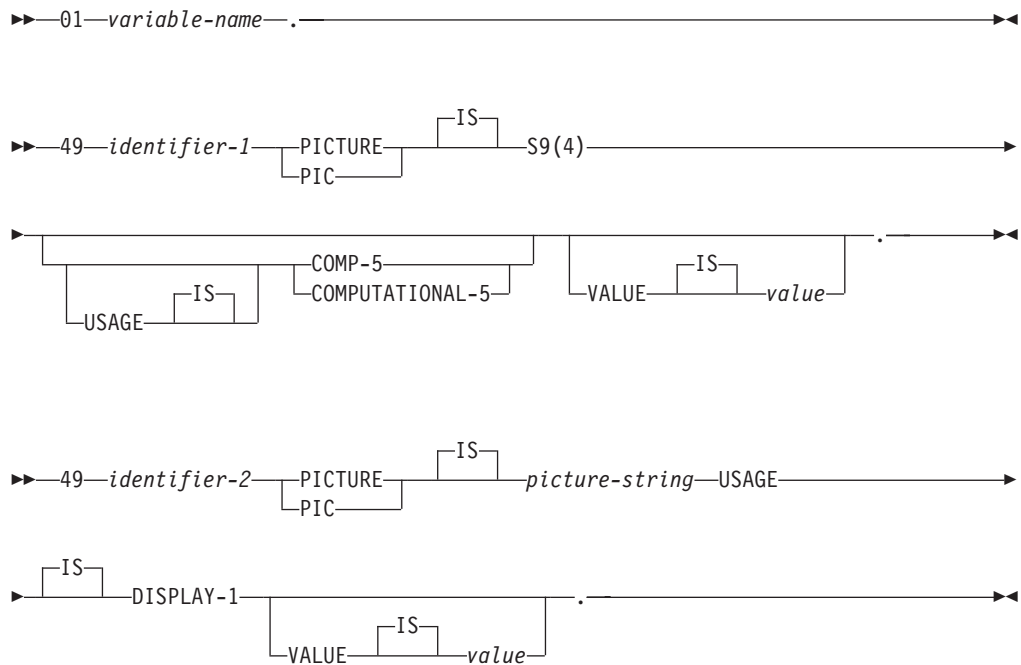 01 variable-name .
IS
49 identifier-1 PICTURE S9(4)
PIC
COMP-5 .
IS COMPUTATIONAL-5 IS
USAGE VALUE value
IS
49 identifier-2 PICTURE picture-string USAGE
PIC
IS
DISPLAY-1 .
IS
VALUE value